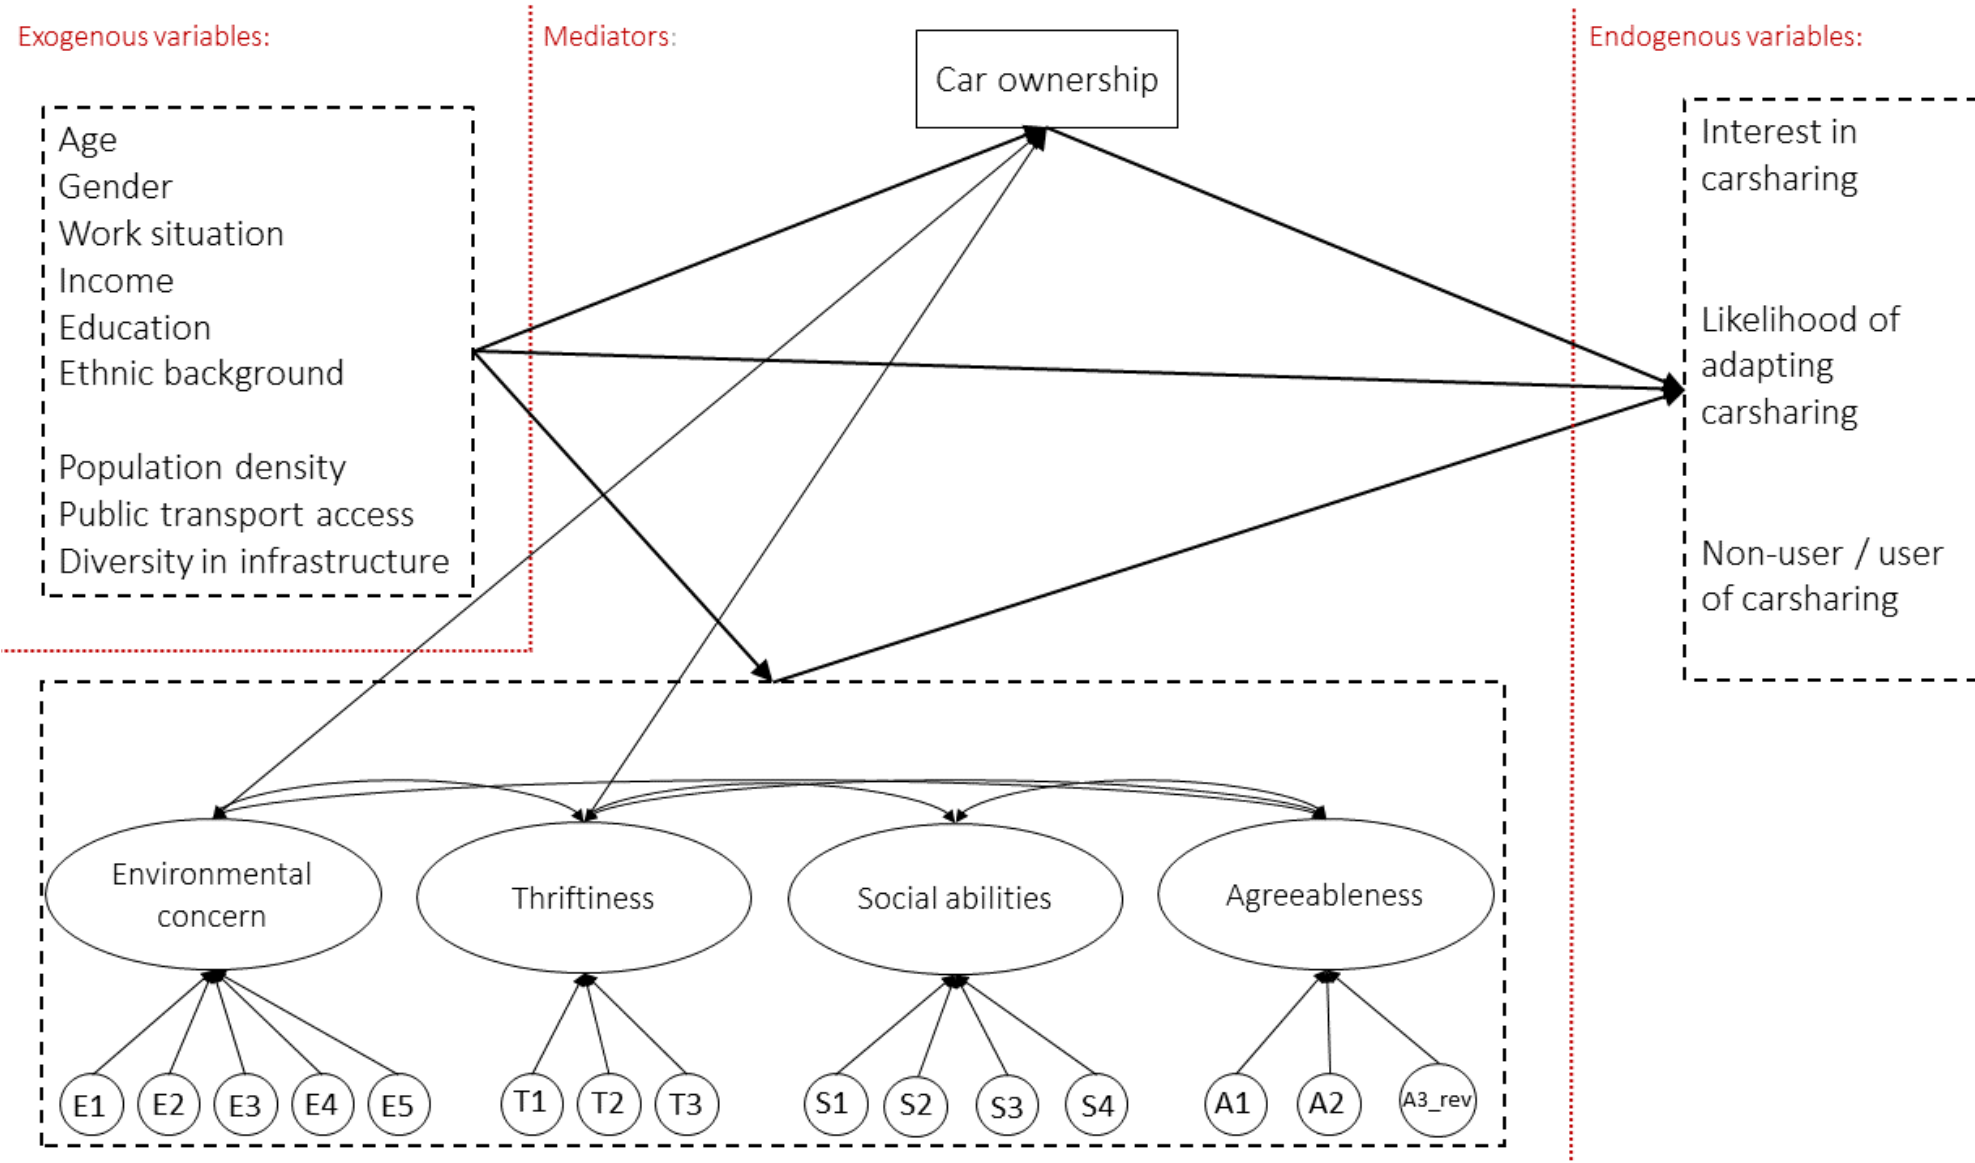 Exogenous variables:
Mediators:
Endogenous variables:
Car ownership
Age
Gender
Work situation
Income
Education
Ethnic background
Population density
Public transport access
Diversity in infrastructure
Interest in
carsharing
Likelihood of
adapting
carsharing
Non-user / user
of carsharing
Environmental
concern
Thriftiness
Social abilities
Agreeableness
E1
E2
E3
E4
E5
T1
T2
T3
S1
S2
S3
S4
A1
A2
A3_rev